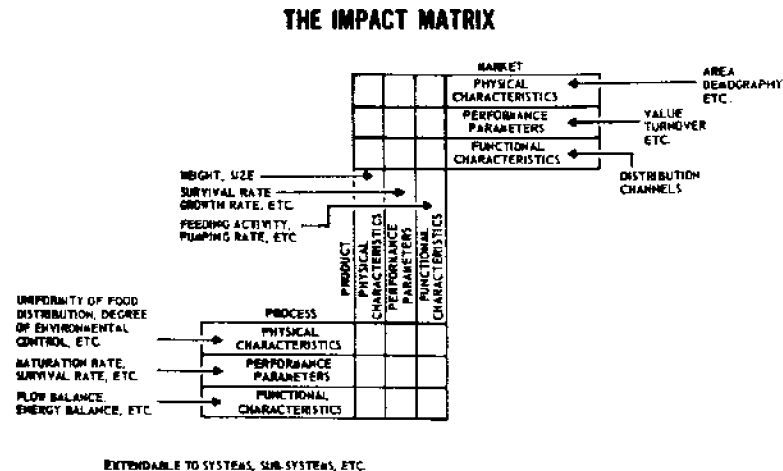 THE IMPACT MATRIX
MARKET
PHYSICAL
CHARACTERISTICS
AREA
DEMOGRAPHY
ETC.
PERFORMANCE
PARAMETERS
VALUE
TURNOVER
ETC.
FUNCTIONAL
CHARACTERISTICS
DISTRIBUTION
CHANNELS
WEIGHT, SIZE
SURVIVAL RATE
GROWTH RATE, ETC.
FEEDING ACTIVITY,
PUMPING RATE, ETC
PRODUCT
PHYSICAL
CHARACTERISTICS
PERFORMANCE
PARAMETERS
FUNCTIONAL
CHARACTERISTICS
UNIFORMITY OF FOOD
DISTRIBUTION, DEGREE
OF ENVIRONMENTAL
CONTROL, ETC.
PROCESS
PHYSICAL
CHARACTERISTICS
MATURATION RATE,
SURVIVAL RATE, ETC.
PERFORMANCE
PARAMETERS
FLOW BALANCE,
ENERGY BALANCE, ETC.
FUNCTIONAL
CHARACTERISTICS
EXTENDABLE TO SYSTEMS, SUB-SYSTEMS, ETC.